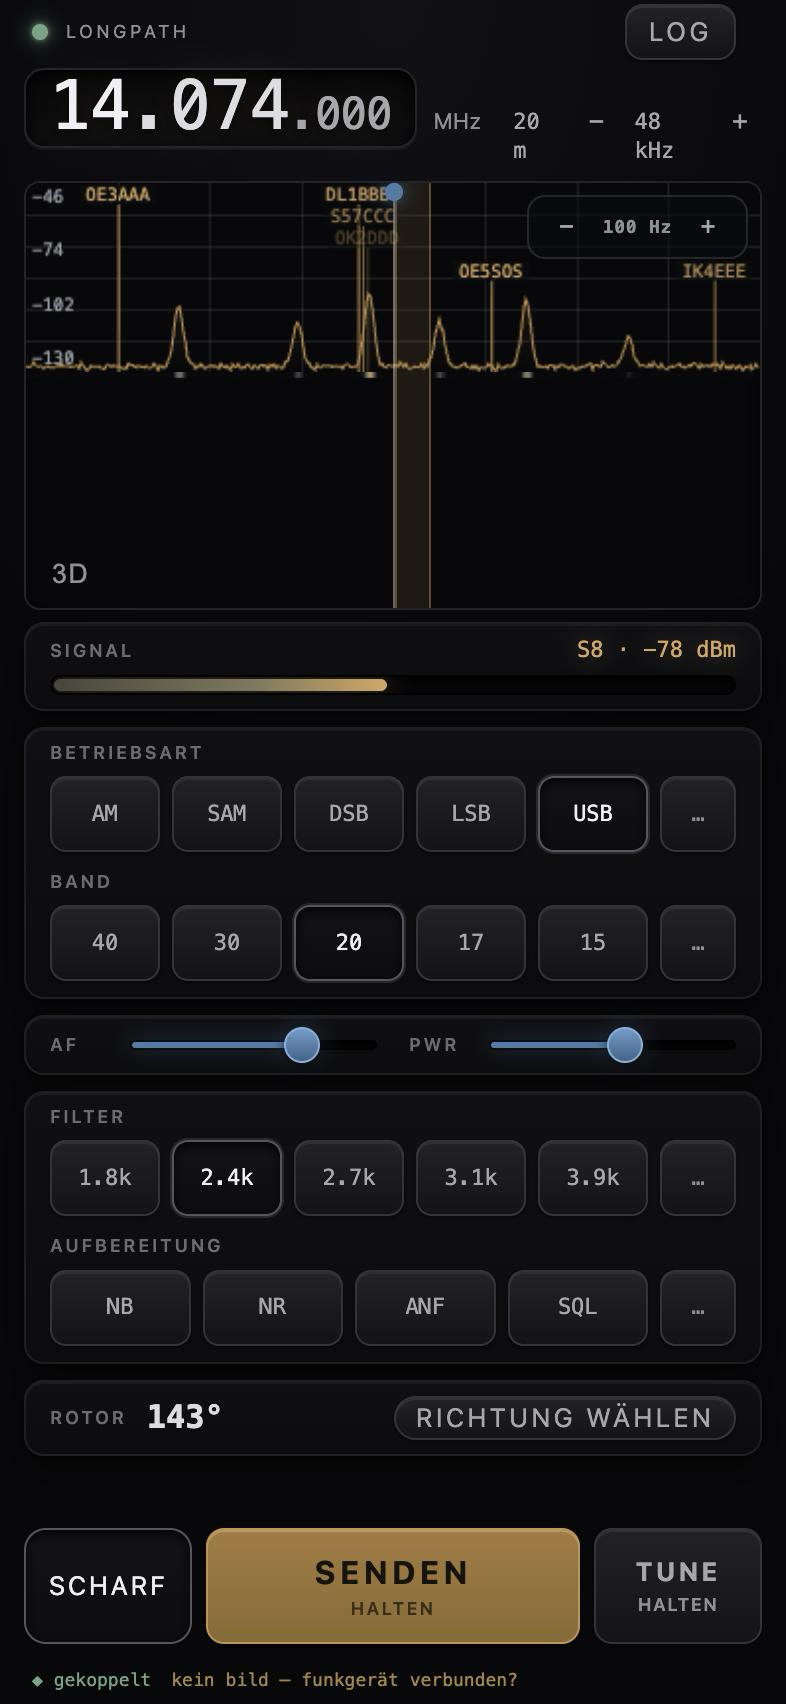 LONGPATH
LOG
14.074.000 MHz 20 m − 48 kHz +
−46 OE3AAA DL1BBB
S57CCC
− 100 Hz +
OK2DDD
−74
OE5SOS IK4EEE
−102
−130
3D
SIGNAL S8 · −78 dBm
BETRIEBSART
AM SAM DSB LSB USB …
BAND
40 30 20 17 15 …
AF PWR
FILTER
1.8k 2.4k 2.7k 3.1k 3.9k …
AUFBEREITUNG
NB NR ANF SQL …
ROTOR 143° RICHTUNG WÄHLEN
SCHARF
SENDEN
HALTEN
TUNE
HALTEN
◆ gekoppelt kein bild — funkgerät verbunden?